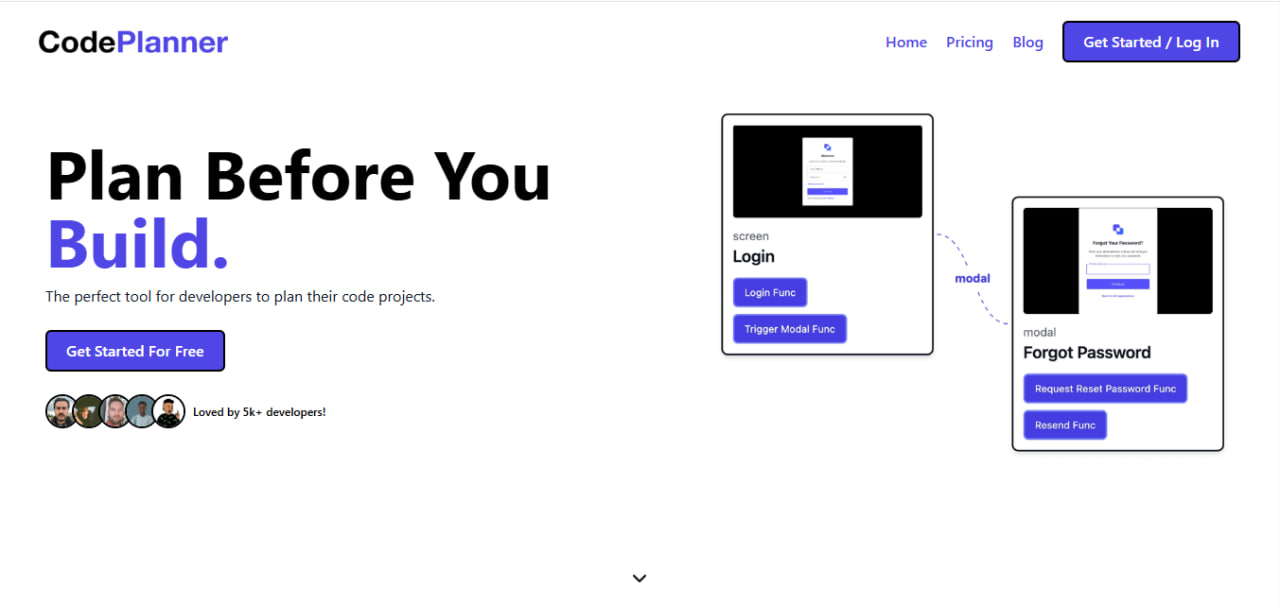 CodePlanner
Home
Pricing
Blog
Get Started / Log In
Plan Before You
Build.
The perfect tool for developers to plan their code projects.
Get Started For Free
Loved by 5k+ developers!
screen
Login
Login Func
Trigger Modal Func
modal
Forgot Your Password?
Continue
modal
Forgot Password
Request Reset Password Func
Resend Func